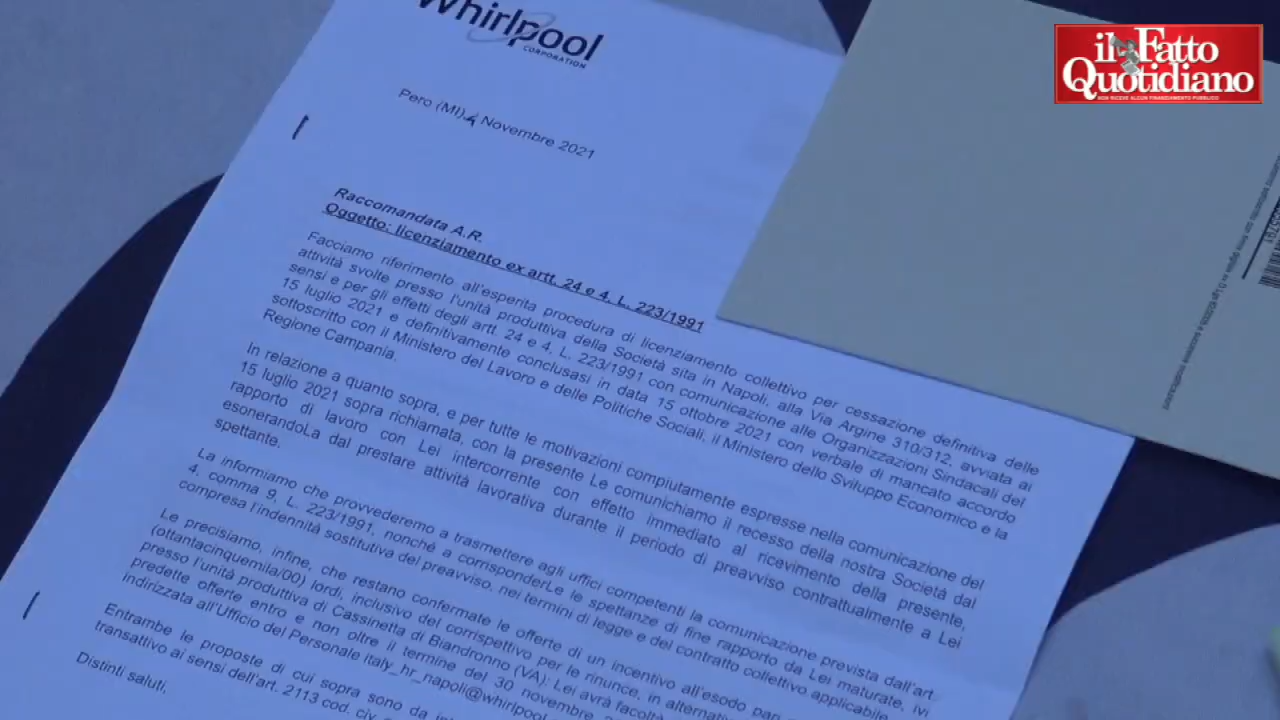 Whirlpool
CORPORATION
il Fatto
Quotidiano
NON RICEVE ALCUN FINANZIAMENTO PUBBLICO
Pero (MI), Novembre 2021
Raccomandata A.R.
Oggetto: licenziamento ex artt. 24 e 4, L. 223/1991
Facciamo riferimento all'esperita procedura di licenziamento collettivo per cessazione definitiva delle
attività svolte presso l'unità produttiva della Società sita in Napoli, alla Via Argine 310/312, avviata ai
sensi e per gli effetti degli artt. 24 e 4, L. 223/1991 con comunicazione alle Organizzazioni Sindacali del
15 luglio 2021 e definitivamente conclusasi in data 15 ottobre 2021 con verbale di mancato accordo
sottoscritto con il Ministero del Lavoro e delle Politiche Sociali, il Ministero dello Sviluppo Economico e la
Regione Campania.
In relazione a quanto sopra, e per tutte le motivazioni compiutamente espresse nella comunicazione del
15 luglio 2021 sopra richiamata, con la presente Le comunichiamo il recesso della nostra Società dal
rapporto di lavoro con Lei intercorrente con effetto immediato al ricevimento della presente,
esonerandoLa dal prestare attività lavorativa durante il periodo di preavviso contrattualmente a Lei
spettante.
La informiamo che provvederemo a trasmettere agli uffici competenti la comunicazione prevista dall'art
4, comma 9, L. 223/1991, nonché a corrisponderLe le spettanze di fine rapporto da Lei maturate, ivi
compresa l'indennità sostitutiva del preavviso, nei termini di legge e del contratto collettivo applicabile
Le precisiamo, infine, che restano confermate le offerte di un incentivo all'esodo pari
(ottantacinquemila/00) lordi, inclusivo del corrispettivo per le rinunce, in alternativ
presso l'unità produttiva di Cassinetta di Biandronno (VA): Lei avrà facoltà
predette offerte entro e non oltre il termine del 30 novembre
indirizzata all'Ufficio del Personale italy_hr_napoli@whirlpool
Entrambe le proposte di cui sopra sono da
transattivo ai sensi dell'art. 2113 cod. civ.
Distinti saluti,